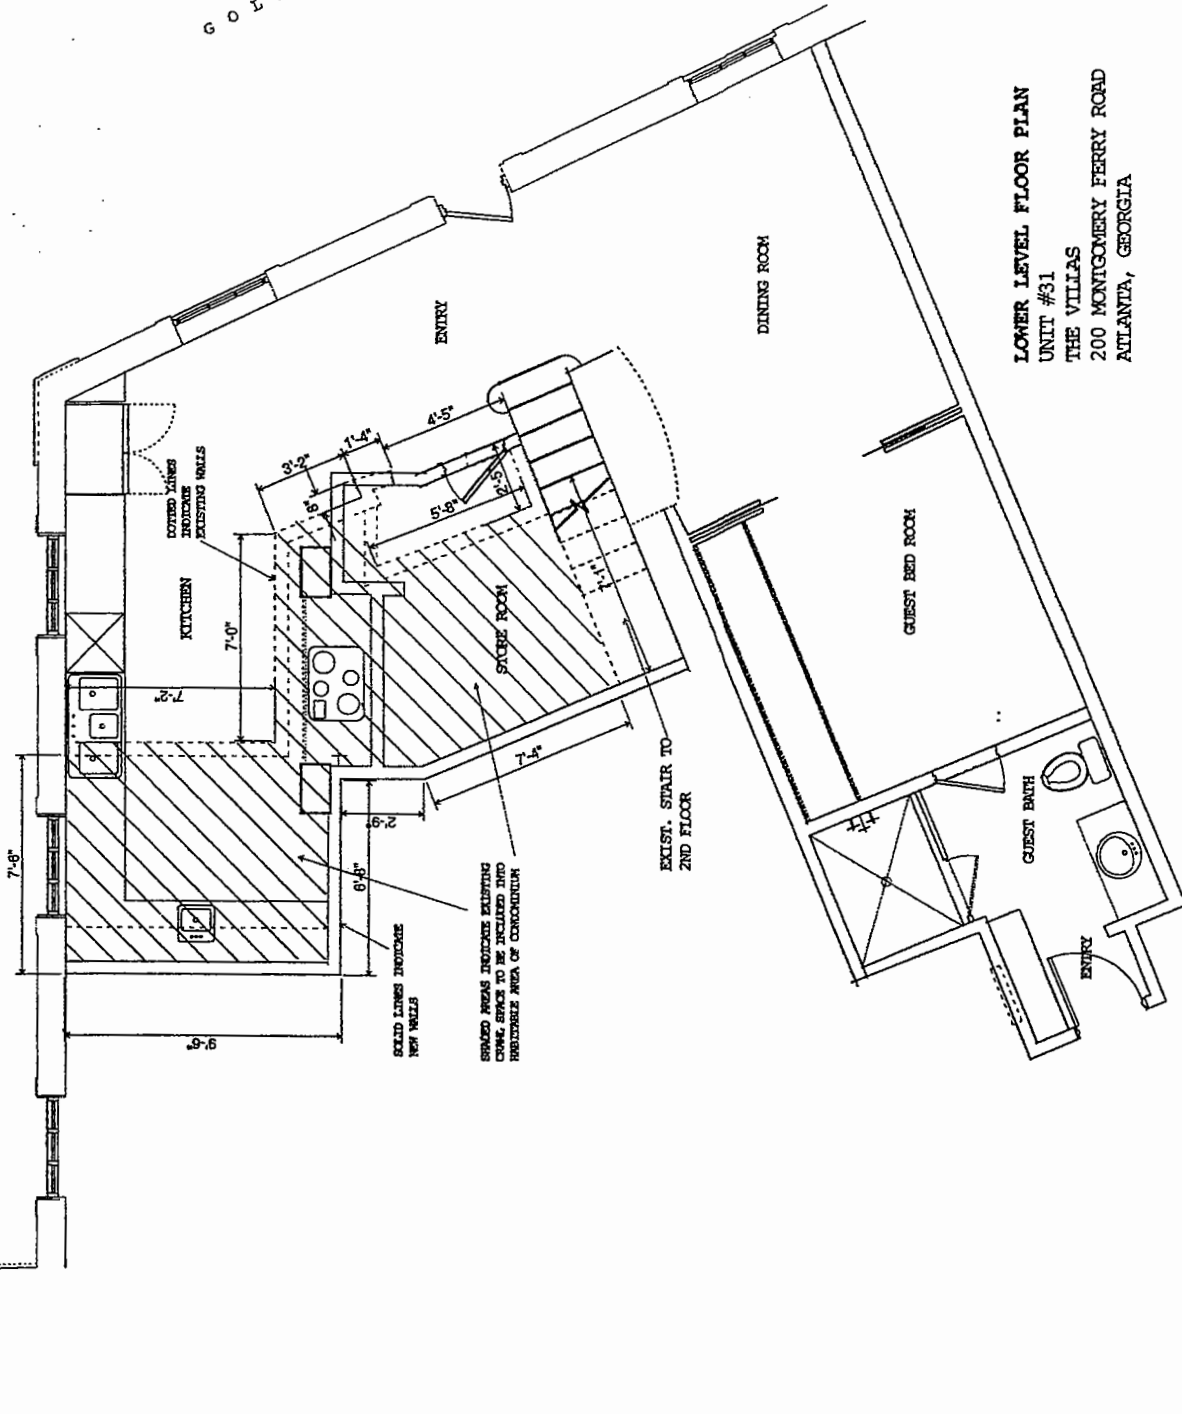 G O L
LOWER LEVEL FLOOR PLAN
UNIT #31
THE VILLAS
200 MONTGOMERY FERRY ROAD
ATLANTA, GEORGIA
DOTTED LINES
INDICATE
EXISTING WALLS
KITCHEN
ENTRY
DINING ROOM
STORE ROOM
GUEST BED ROOM
GUEST BATH
ENTRY
EXIST. STAIR TO
2ND FLOOR
SOLID LINES INDICATE
NEW WALLS
SHADED AREAS INDICATE EXISTING
CRAWL SPACE TO BE INCLUDED INTO
HABITABLE AREA OF CONDOMINIUM
3'-2"
1'-4"
4'-5"
8"
5'-8"
2'-5"
7'-0"
7'-2"
7'-4"
2'-9"
9'-6"